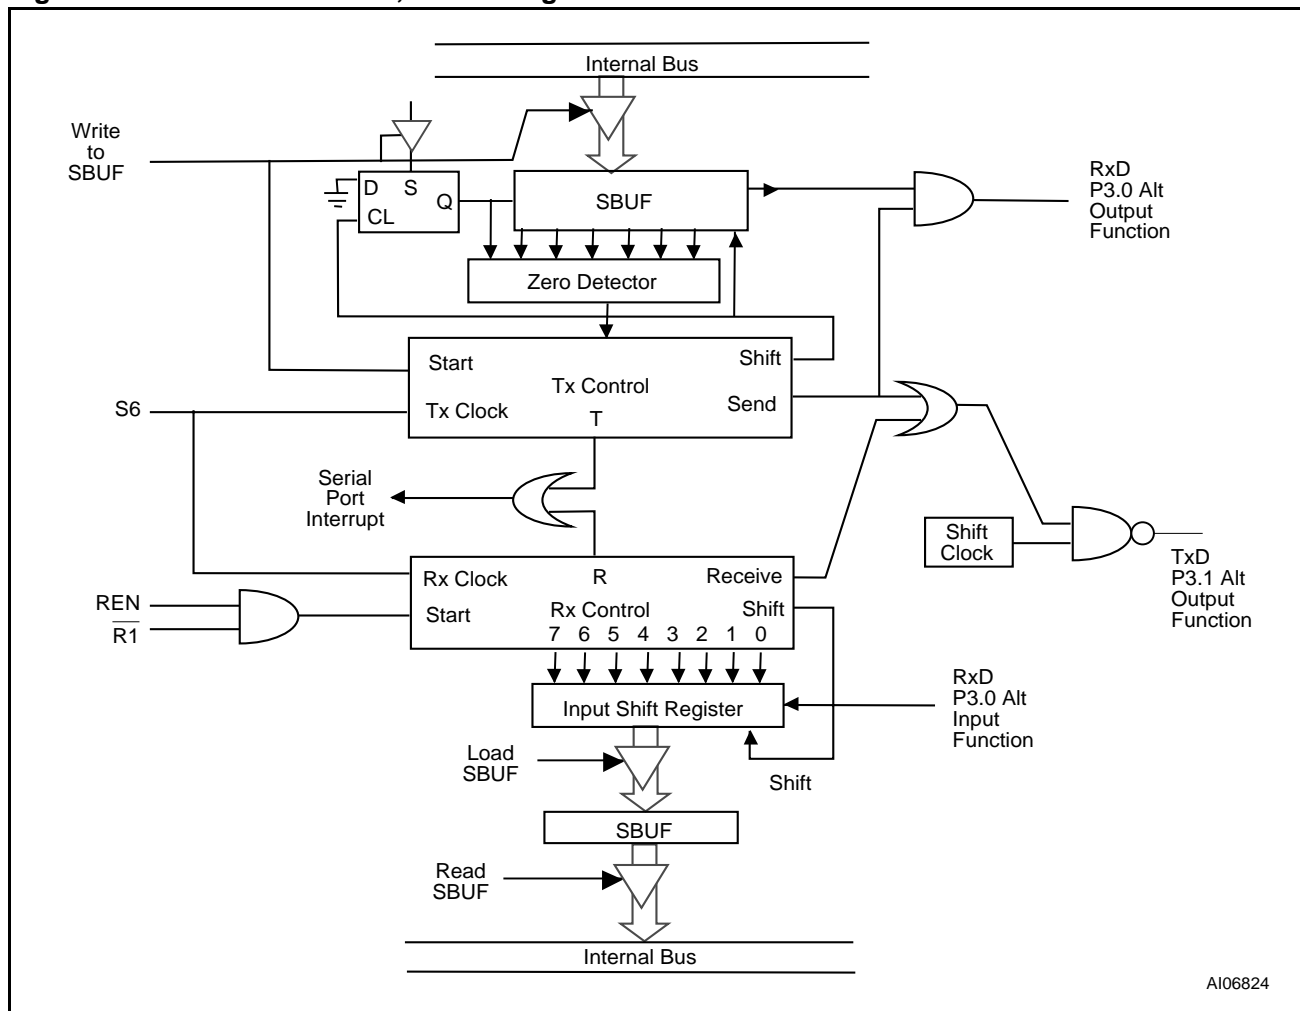 Internal Bus
Write
to
SBUF
D
S
Q
CL
SBUF
RxD
P3.0 Alt
Output
Function
Zero Detector
Start
Shift
Tx Control
Send
Tx Clock
T
S6
Serial
Port
Interrupt
Shift
Clock
TxD
P3.1 Alt
Output
Function
Rx Clock
R
Receive
REN
R1
Start
Rx Control
Shift
7 6 5 4 3 2 1 0
Input Shift Register
RxD
P3.0 Alt
Input
Function
Load
SBUF
Shift
SBUF
Read
SBUF
Internal Bus
AI06824